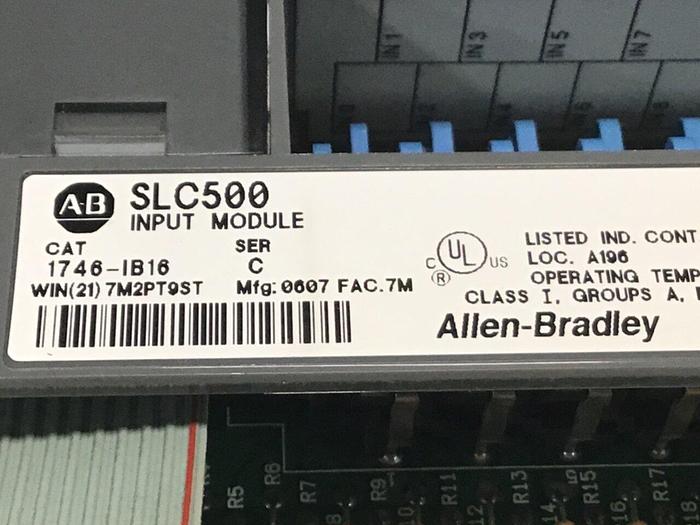 IN 1
IN 3
IN 5
IN 7
A-B
SLC500
INPUT MODULE
CAT
SER
1746-IB16
C
WIN(21) 7M2PT9ST
Mfg: 0607 FAC.7M
C UL US
®
LISTED IND. CONT
LOC. A196
OPERATING TEMP
CLASS I, GROUPS A,
Allen-Bradley
R5
R6
R7
R9
R11
R13
R15
R17